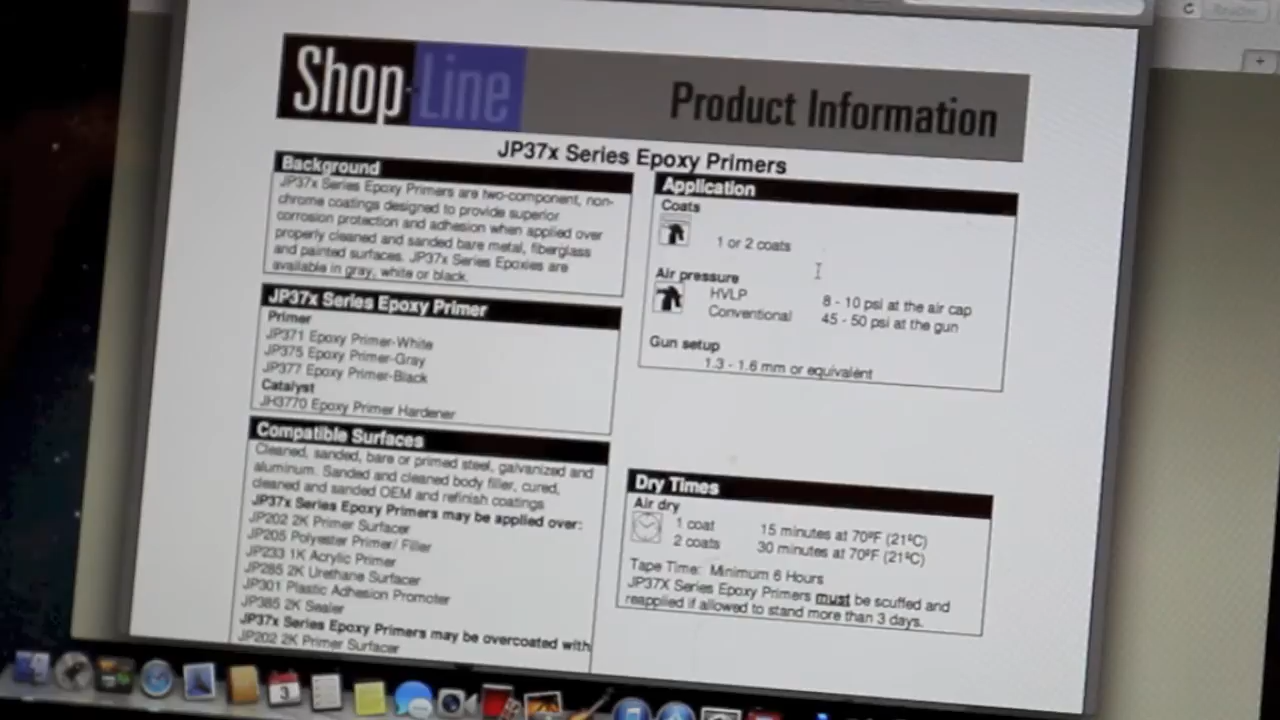 Reader
Shop-Line
Product Information
JP37x Series Epoxy Primers
Background
JP37x Series Epoxy Primers are two-component, non-
chrome coatings designed to provide superior
corrosion protection and adhesion when applied over
properly cleaned and sanded bare metal, fiberglass
and painted surfaces. JP37x Series Epoxies are
available in gray, white or black.
JP37x Series Epoxy Primer
Primer
JP371 Epoxy Primer-White
JP375 Epoxy Primer-Gray
JP377 Epoxy Primer-Black
Catalyst
JH3770 Epoxy Primer Hardener
Compatible Surfaces
Cleaned, sanded, bare or primed steel, galvanized and
aluminum. Sanded and cleaned body filler, cured,
cleaned and sanded OEM and refinish coatings
JP37x Series Epoxy Primers may be applied over:
JP202 2K Primer Surfacer
JP205 Polyester Primer/ Filler
JP233 1K Acrylic Primer
JP285 2K Urethane Surfacer
JP301 Plastic Adhesion Promoter
JP385 2K Sealer
JP37x Series Epoxy Primers may be overcoated with
JP202 2K Primer Surfacer
Application
Coats
1 or 2 coats
Air pressure
HVLP 8 - 10 psi at the air cap
Conventional 45 - 50 psi at the gun
Gun setup
1.3 - 1.6 mm or equivalent
Dry Times
Air dry
1 coat 15 minutes at 70ºF (21ºC)
2 coats 30 minutes at 70ºF (21ºC)
Tape Time: Minimum 6 Hours
JP37X Series Epoxy Primers must be scuffed and
reapplied if allowed to stand more than 3 days.
3